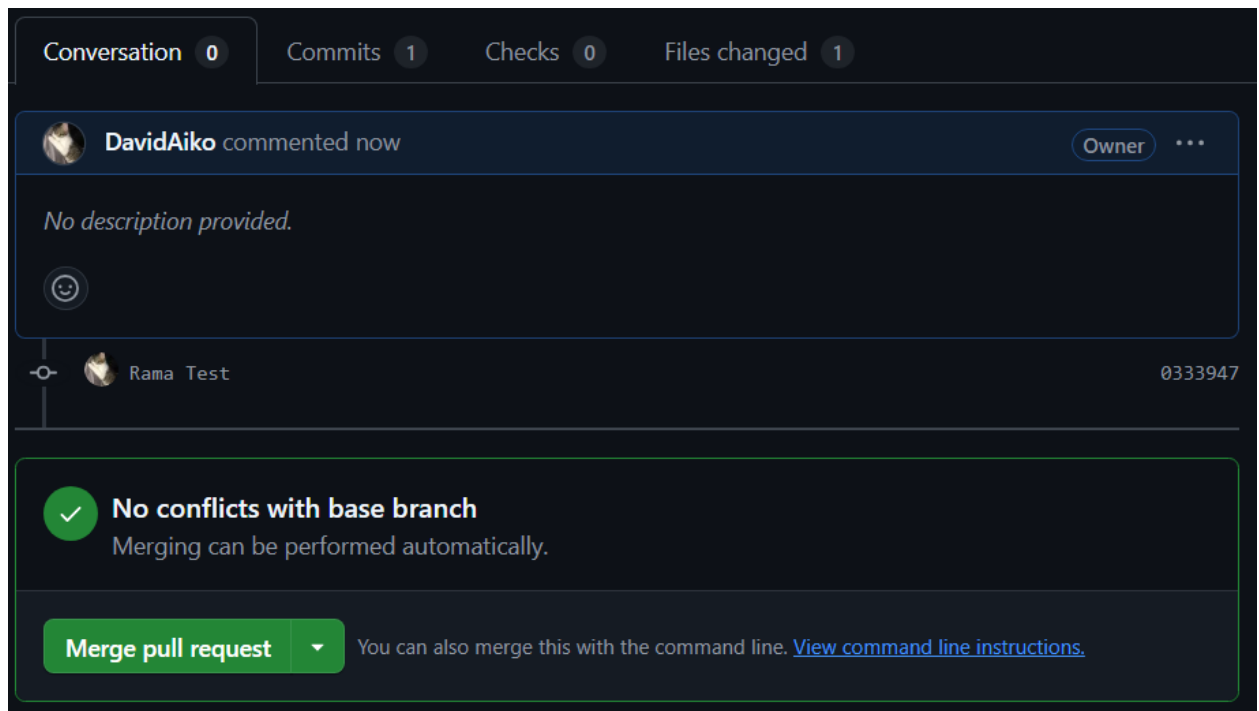 Conversation 0 Commits 1 Checks 0 Files changed 1
DavidAiko commented now Owner
No description provided.
Rama Test 0333947
No conflicts with base branch
Merging can be performed automatically.
Merge pull request You can also merge this with the command line. View command line instructions.